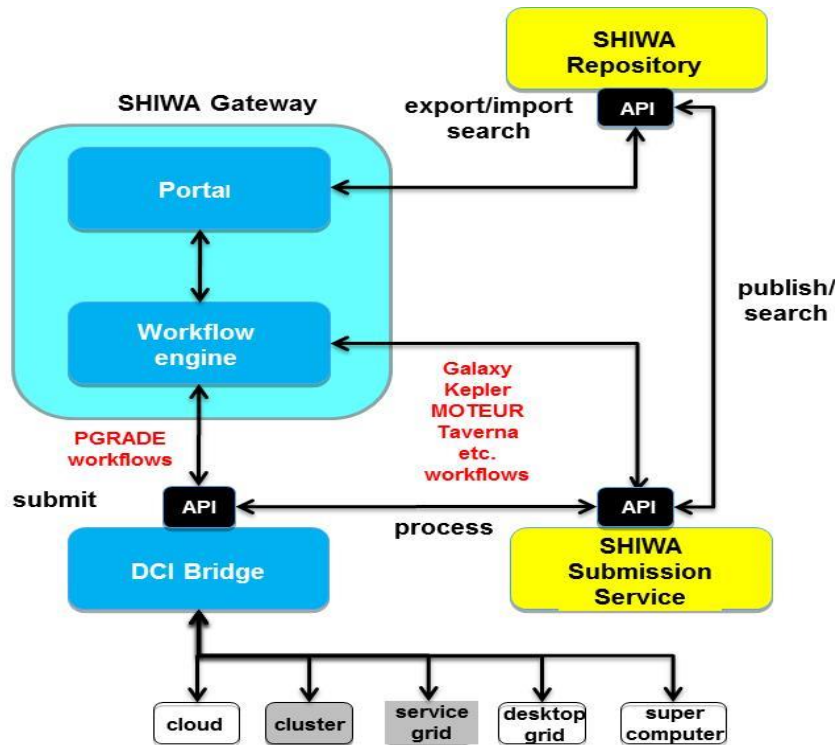 SHIWA
Repository
API
SHIWA Gateway
export/import
search
Portal
publish/
search
Workflow
engine
Galaxy
Kepler
MOTEUR
Taverna
etc.
workflows
PGRADE
workflows
submit
API
process
API
DCI Bridge
SHIWA
Submission
Service
cloud
cluster
service
grid
desktop
grid
super
computer